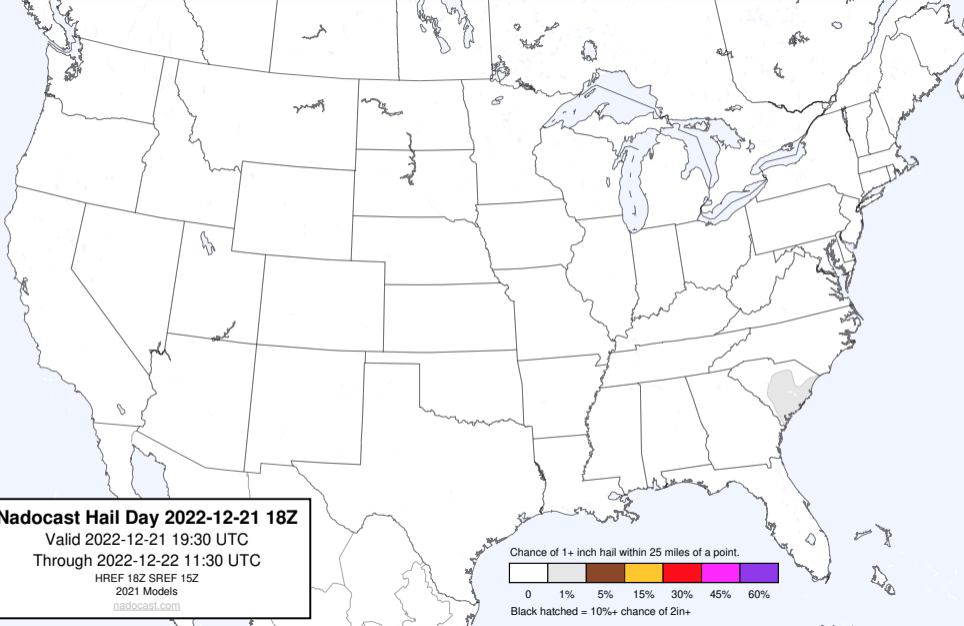 Nadocast Hail Day 2022-12-21 18Z
Valid 2022-12-21 19:30 UTC
Through 2022-12-22 11:30 UTC
HREF 18Z SREF 15Z
2021 Models
nadocast.com
Chance of 1+ inch hail within 25 miles of a point.
0 1% 5% 15% 30% 45% 60%
Black hatched = 10%+ chance of 2in+